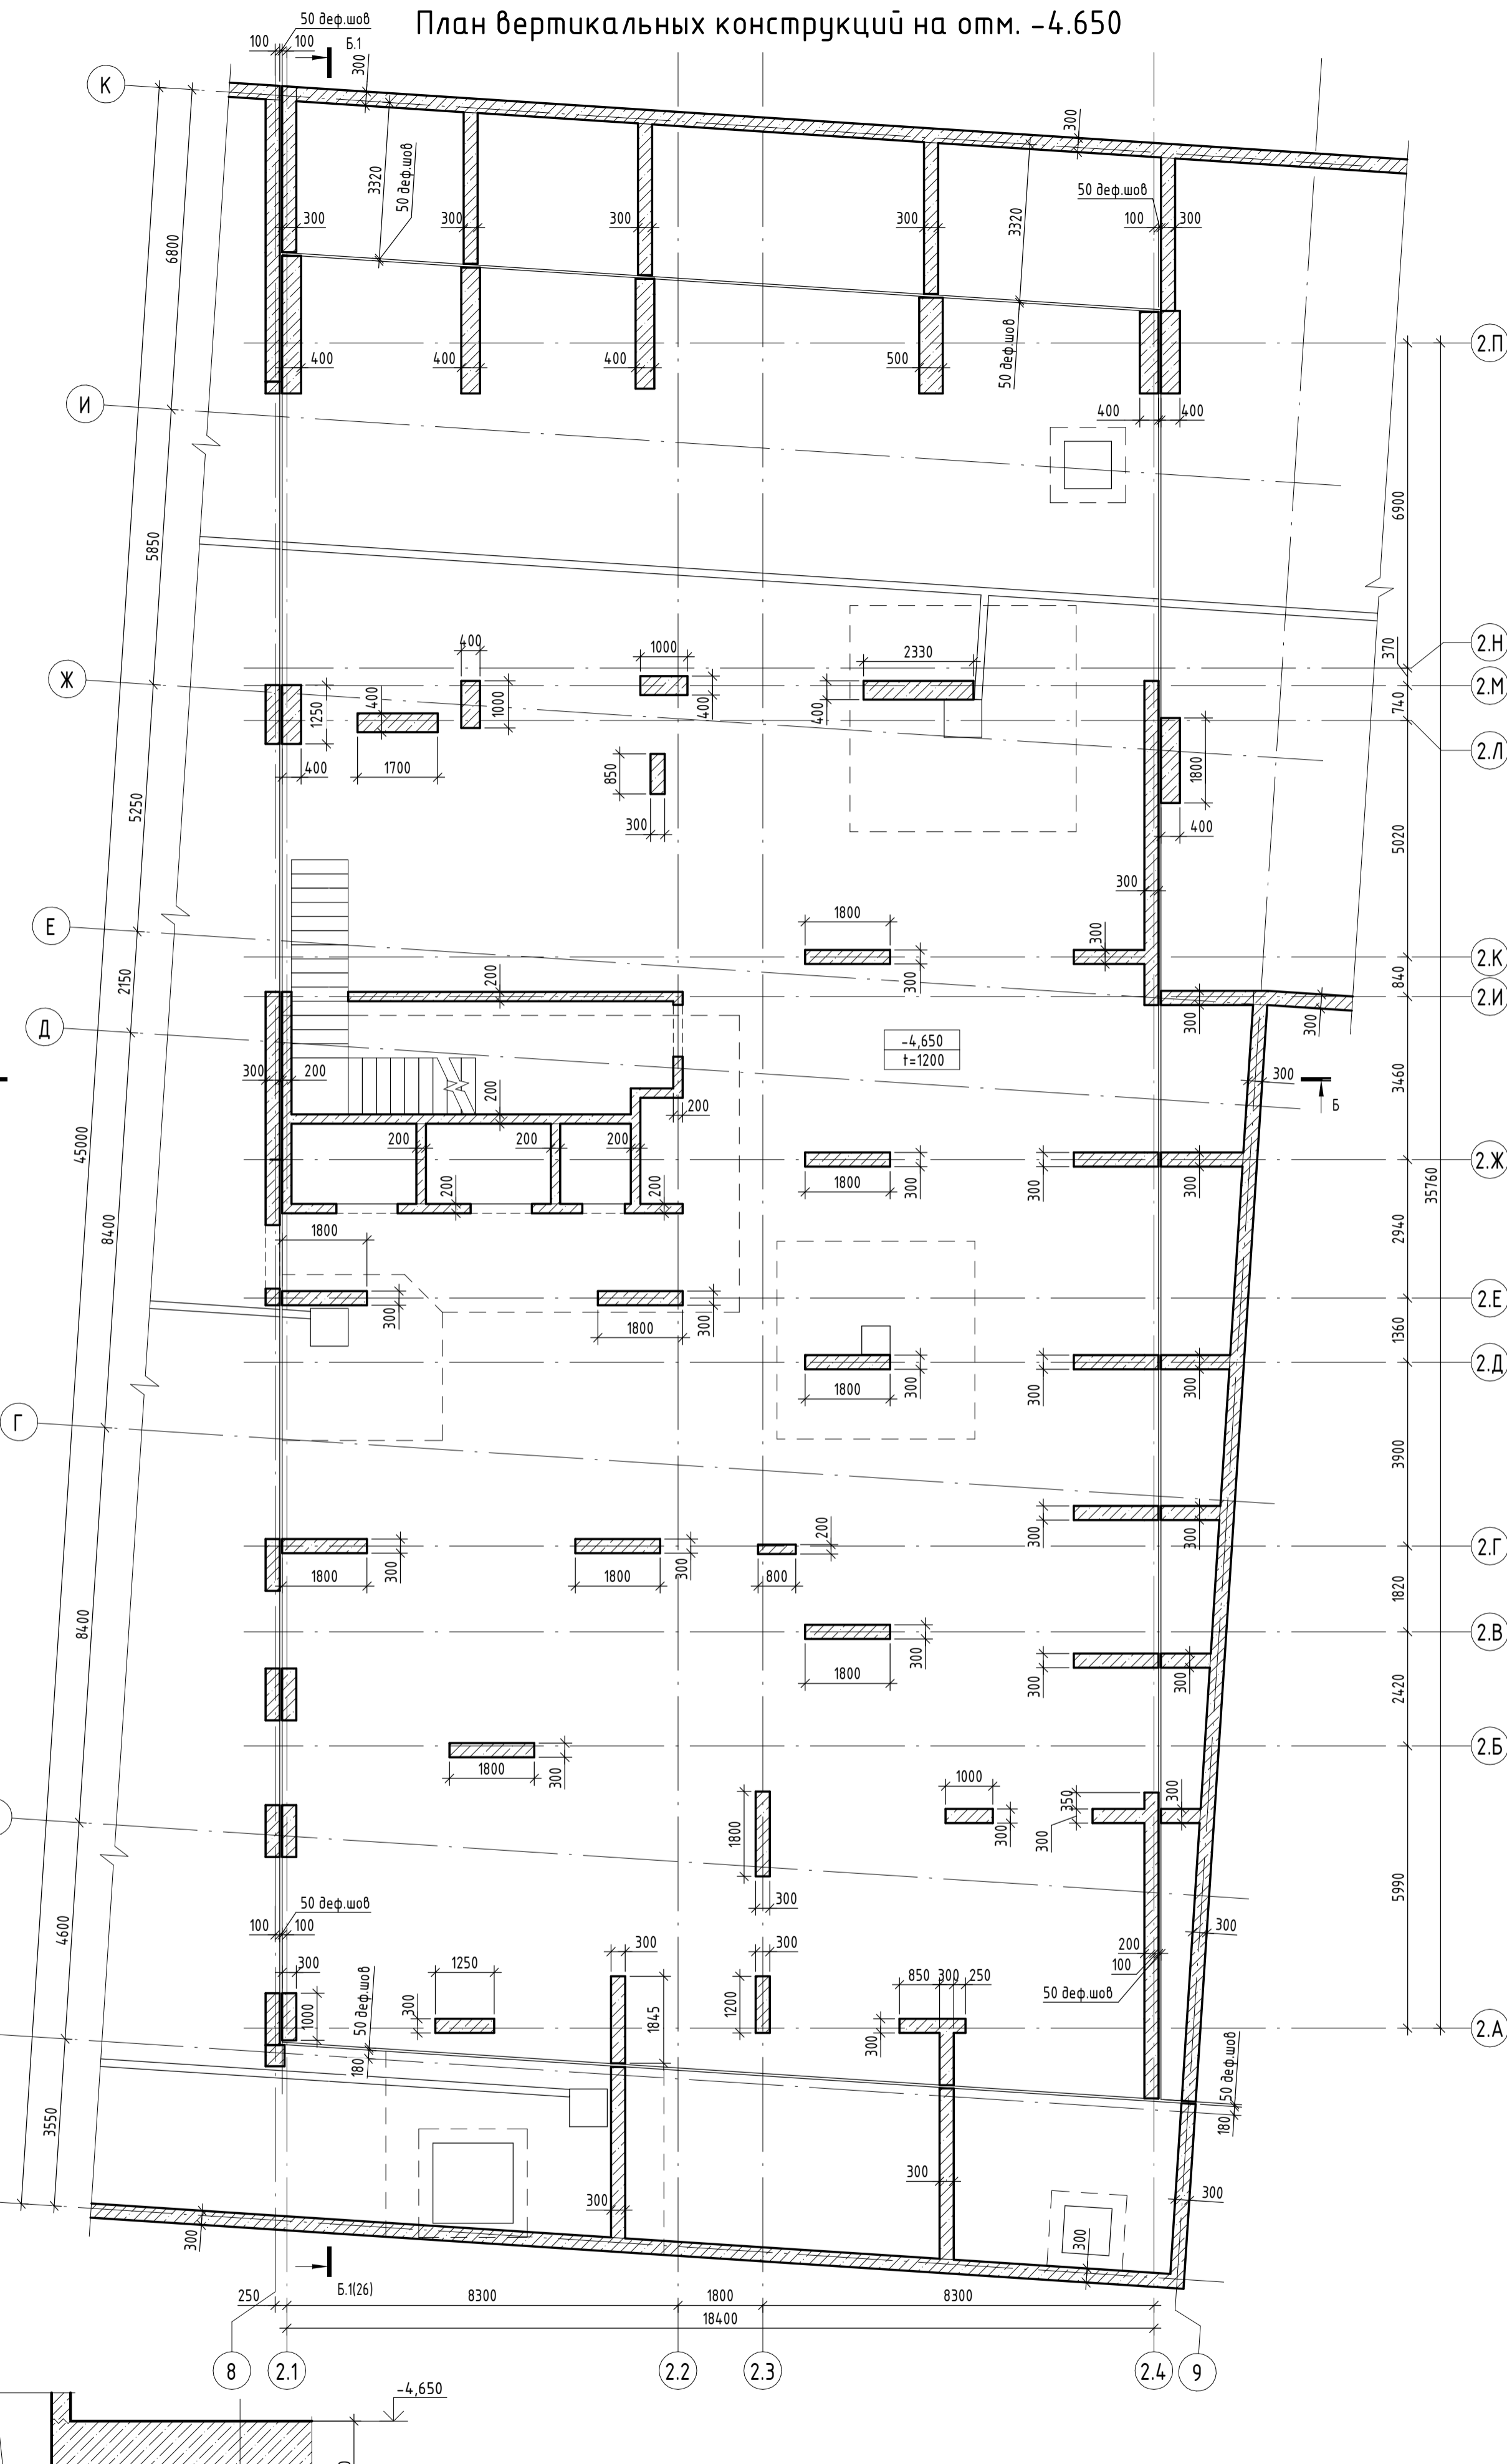 План вертикальных конструкций на отм. -4.650
50 деф.шов
100 100
Б.1
300
К
300
3320
50 деф.шов
6800
300 300 300 300
3320
50 деф.шов
100 300
50 деф.шов
2.П
400 400 400 500
400 400
И
6900
5850
370
2.Н
Ж
400
1000
2330
2.М
1250
400
1000
400
400
740
400
1700
850
1800
2.Л
300
400
5250
5020
300
Е
1800
300
300
2.К
2150
200
840
2.И
Д
-4,650
t=1200
300
300
300 200
200
200
300
Б
3460
45000
200 200 200
2.Ж
200
200
1800
300
300
300
35760
8400
1800
2940
300
1800
300
2.Е
1360
2.Д
1800
300
300
300
Г
3900
300
300
200
2.Г
1800
300
1800
300
800
8400
1820
2.В
1800
300
300
300
2420
2.Б
1800
300
1000
350
300
1800
300
300
300
5990
50 деф.шов
100 100
4600
300
300
300
300
1250
200
100
850 300 250
1000
300
50 деф.шов
1845
1200
300
50 деф.шов
2.А
180
50 деф.шов
180
3550
300
300
300
300
300
Б.1(26)
250 8300 1800 8300
18400
8 2.1 2.2 2.3 2.4 9
-4,650